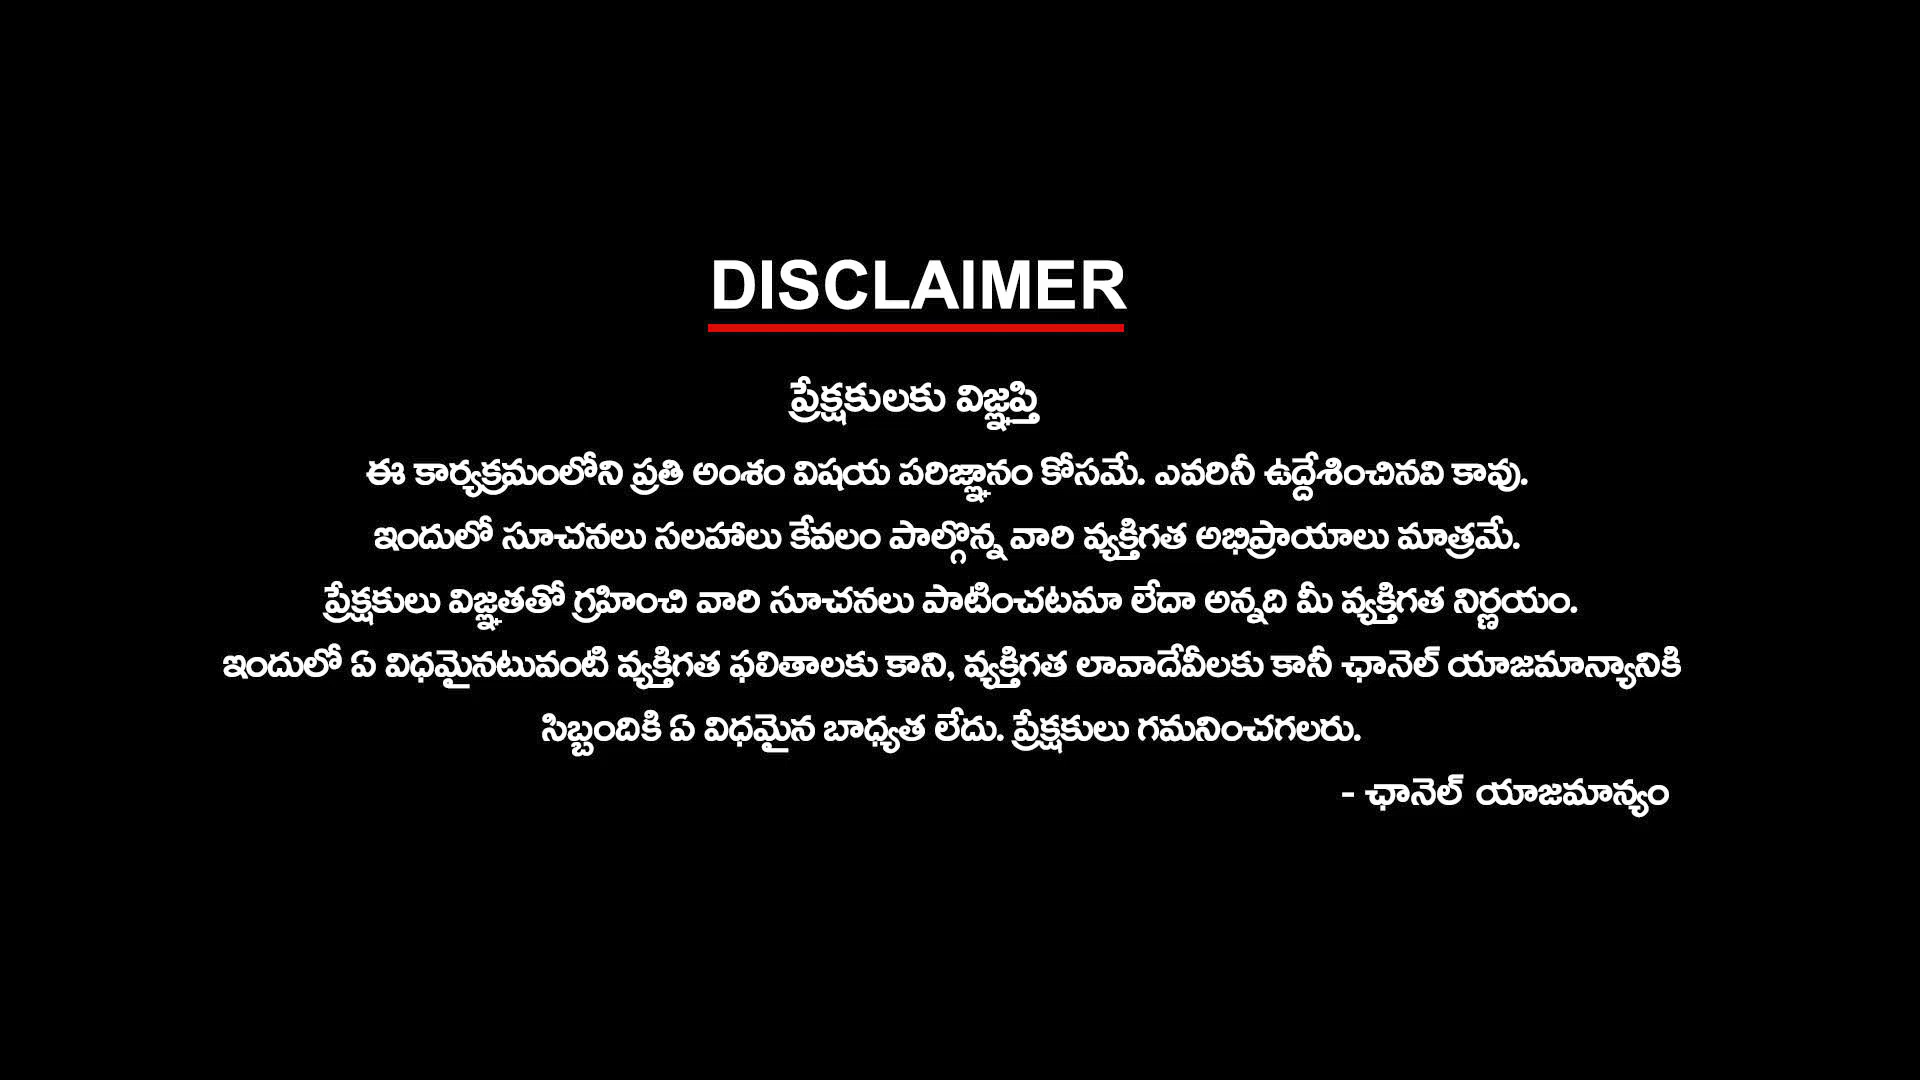 DISCLAIMER
ప్రేక్షకులకు విజ్ఞప్తి
ఈ కార్యక్రమంలోని ప్రతి అంశం విషయ పరిజ్ఞానం కోసమే. ఎవరినీ ఉద్దేశించినవి కావు.
ఇందులో సూచనలు సలహాలు కేవలం పాల్గొన్న వారి వ్యక్తిగత అభిప్రాయాలు మాత్రమే.
ప్రేక్షకులు విజ్ఞతతో గ్రహించి వారి సూచనలు పాటించటమా లేదా అన్నది మీ వ్యక్తిగత నిర్ణయం.
ఇందులో ఏ విధమైనటువంటి వ్యక్తిగత ఫలితాలకు కాని, వ్యక్తిగత లావాదేవీలకు కానీ ఛానెల్ యాజమాన్యానికి
సిబ్బందికి ఏ విధమైన బాధ్యత లేదు. ప్రేక్షకులు గమనించగలరు.
- ఛానెల్ యాజమాన్యం